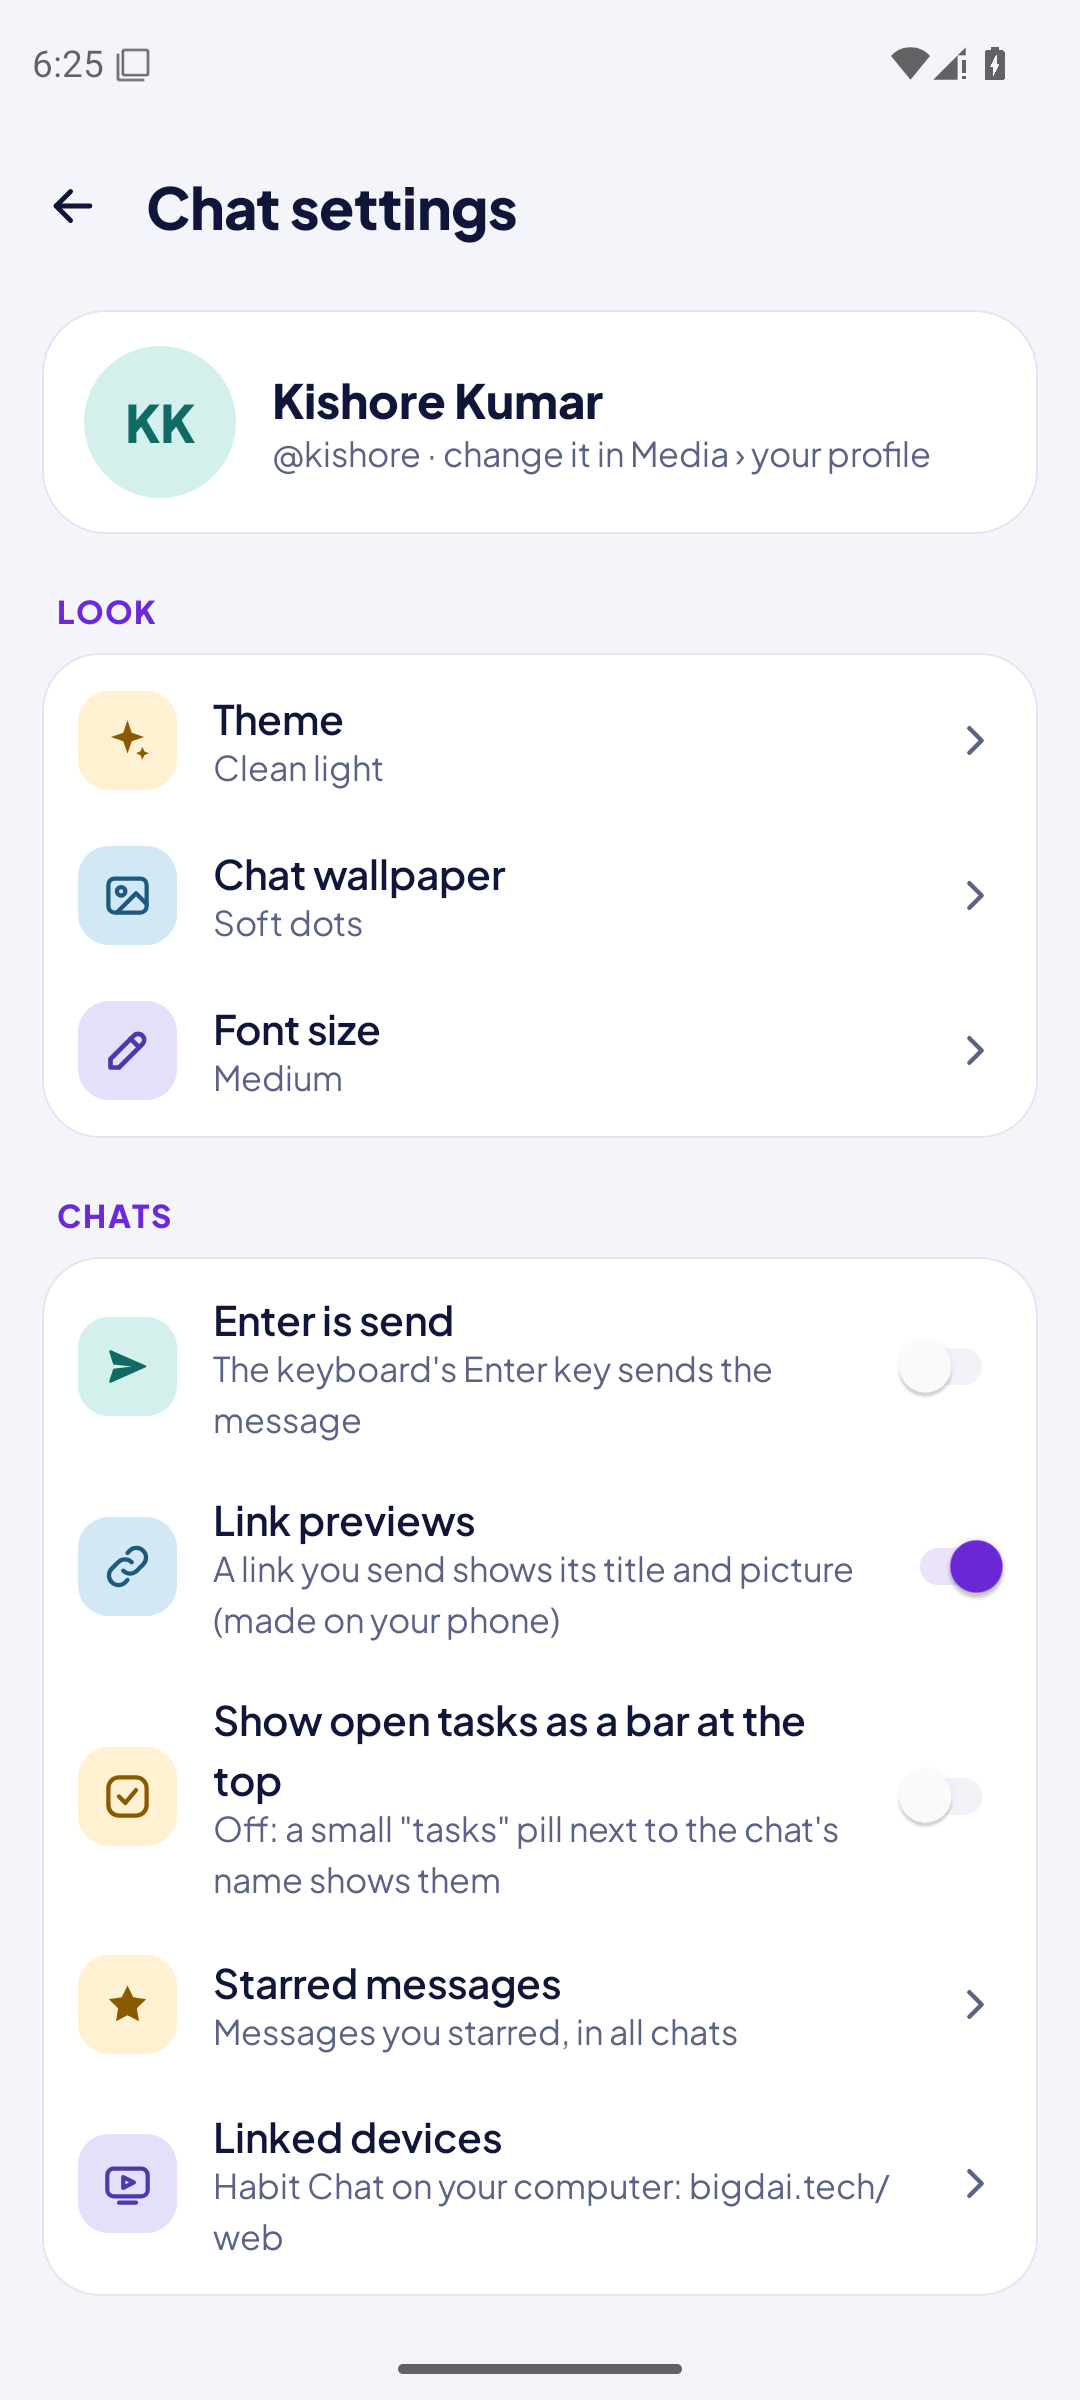 6:25
Chat settings
KK
Kishore Kumar
@kishore · change it in Media › your profile
LOOK
Theme
Clean light
Chat wallpaper
Soft dots
Font size
Medium
CHATS
Enter is send
The keyboard's Enter key sends the
message
Link previews
A link you send shows its title and picture
(made on your phone)
Show open tasks as a bar at the
top
Off: a small "tasks" pill next to the chat's
name shows them
Starred messages
Messages you starred, in all chats
Linked devices
Habit Chat on your computer: bigdai.tech/
web